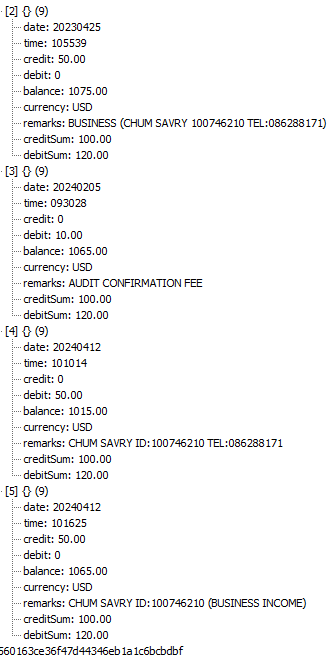 [2] {} (9)
date: 20230425
time: 105539
credit: 50.00
debit: 0
balance: 1075.00
currency: USD
remarks: BUSINESS (CHUM SAVRY 100746210 TEL:086288171)
creditSum: 100.00
debitSum: 120.00
[3] {} (9)
date: 20240205
time: 093028
credit: 0
debit: 10.00
balance: 1065.00
currency: USD
remarks: AUDIT CONFIRMATION FEE
creditSum: 100.00
debitSum: 120.00
[4] {} (9)
date: 20240412
time: 101014
credit: 0
debit: 50.00
balance: 1015.00
currency: USD
remarks: CHUM SAVRY ID:100746210 TEL:086288171
creditSum: 100.00
debitSum: 120.00
[5] {} (9)
date: 20240412
time: 101625
credit: 50.00
debit: 0
balance: 1065.00
currency: USD
remarks: CHUM SAVRY ID:100746210 (BUSINESS INCOME)
creditSum: 100.00
debitSum: 120.00
560163ce36f47d44346eb1a1c6bcbdbf